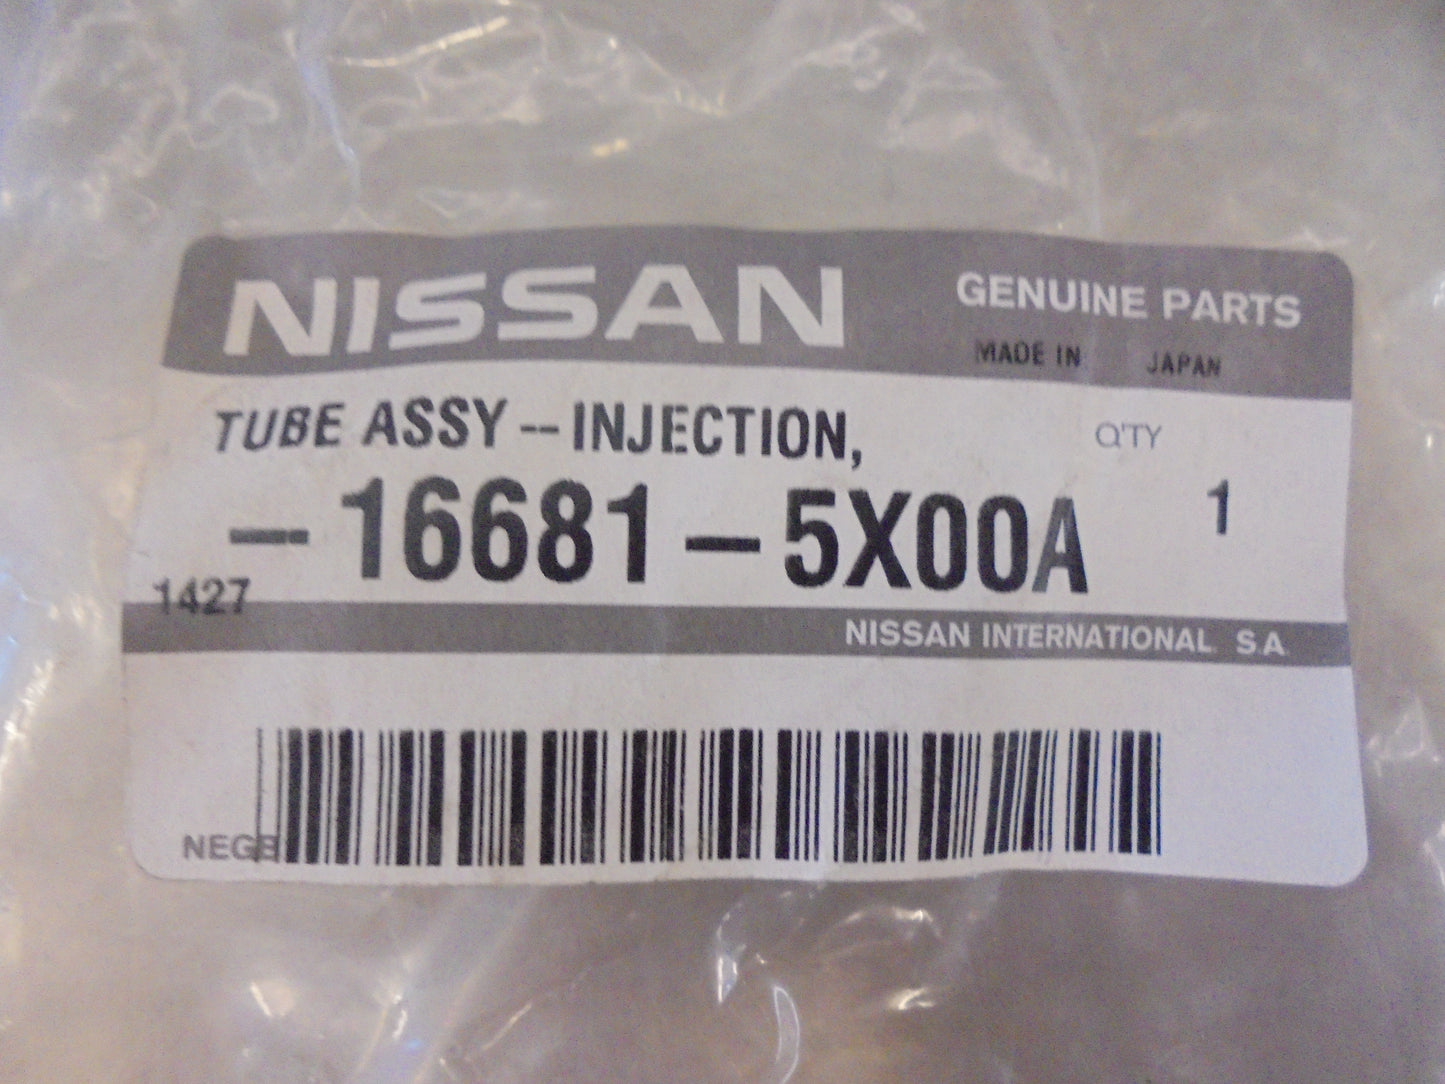 NISSAN GENUINE PARTS
MADE IN JAPAN
TUBE ASSY--INJECTION, Q'TY
—-16681-5X00A 1
1427
NISSAN INTERNATIONAL S.A.